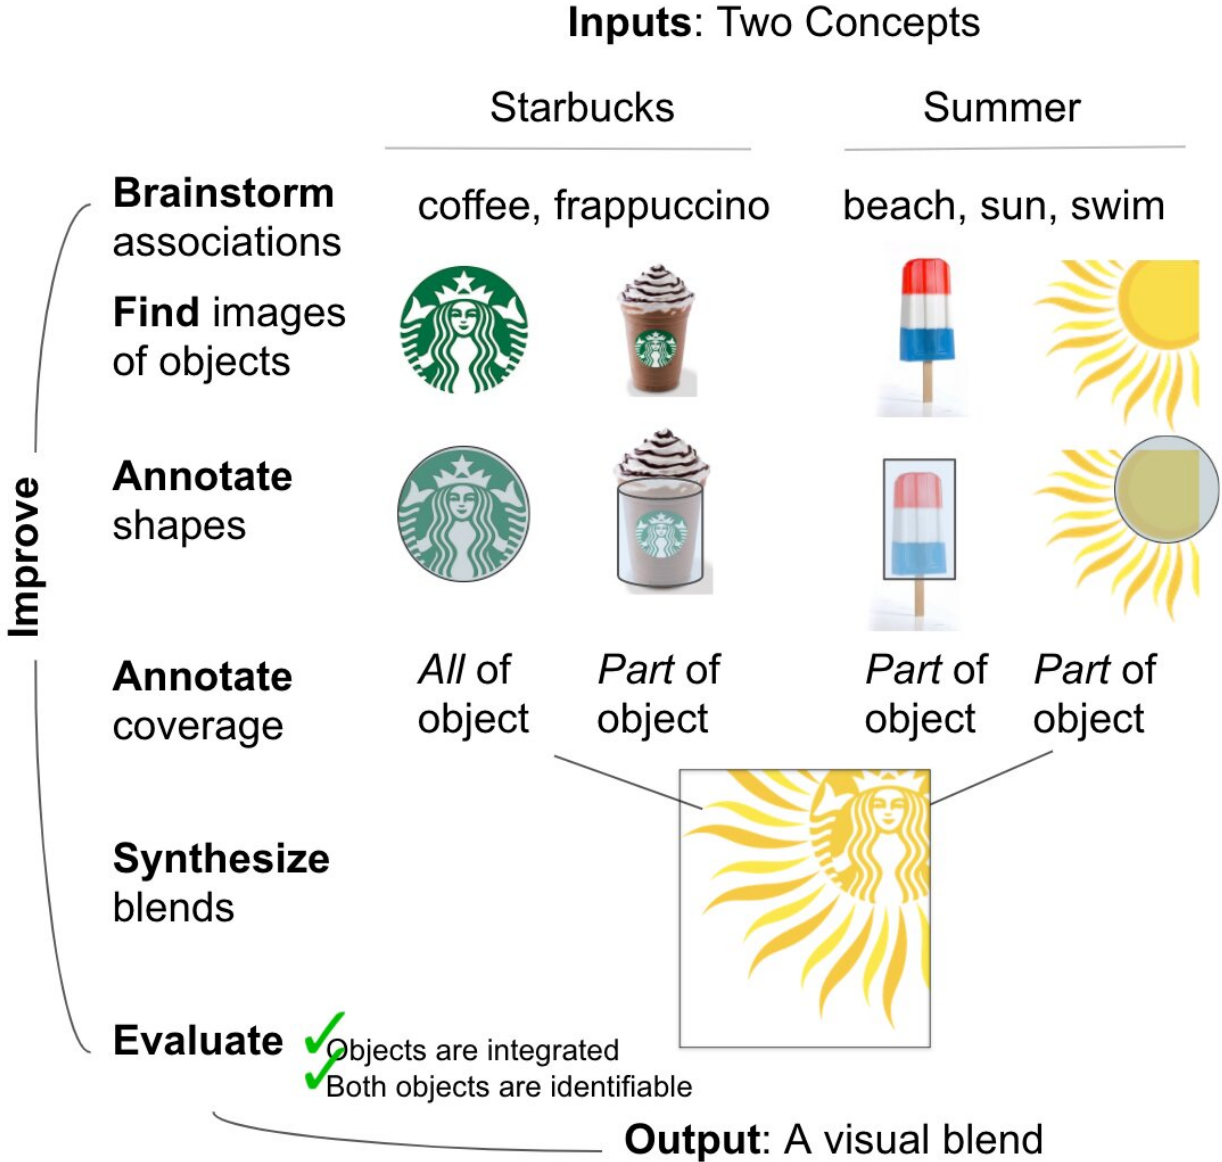 Inputs: Two Concepts
Starbucks
Summer
Brainstorm
associations
coffee, frappuccino
beach, sun, swim
Find images
of objects
Annotate
shapes
Improve
Annotate
coverage
All of
object
Part of
object
Part of
object
Part of
object
Synthesize
blends
Evaluate
Objects are integrated
Both objects are identifiable
Output: A visual blend